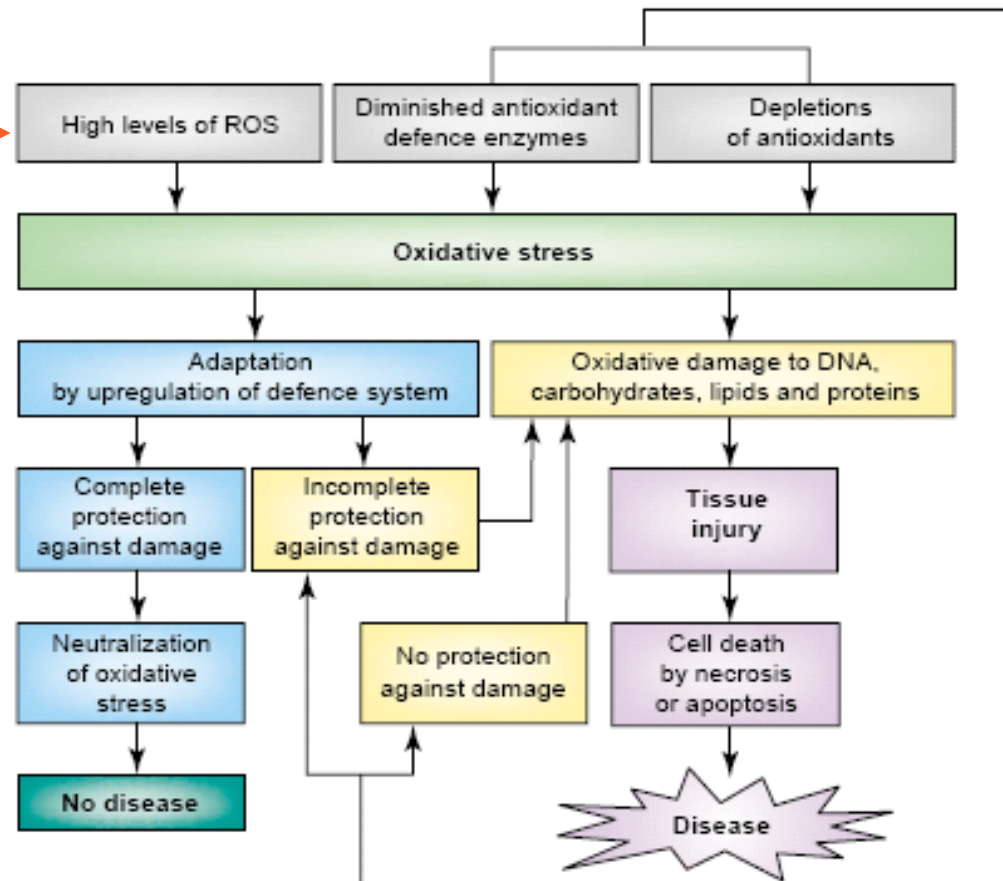 High levels of ROS
Diminished antioxidant
defence enzymes
Depletions
of antioxidants
Oxidative stress
Adaptation
by upregulation of defence system
Oxidative damage to DNA,
carbohydrates, lipids and proteins
Complete
protection
against damage
Incomplete
protection
against damage
Tissue
injury
Neutralization
of oxidative
stress
No protection
against damage
Cell death
by necrosis
or apoptosis
No disease
Disease